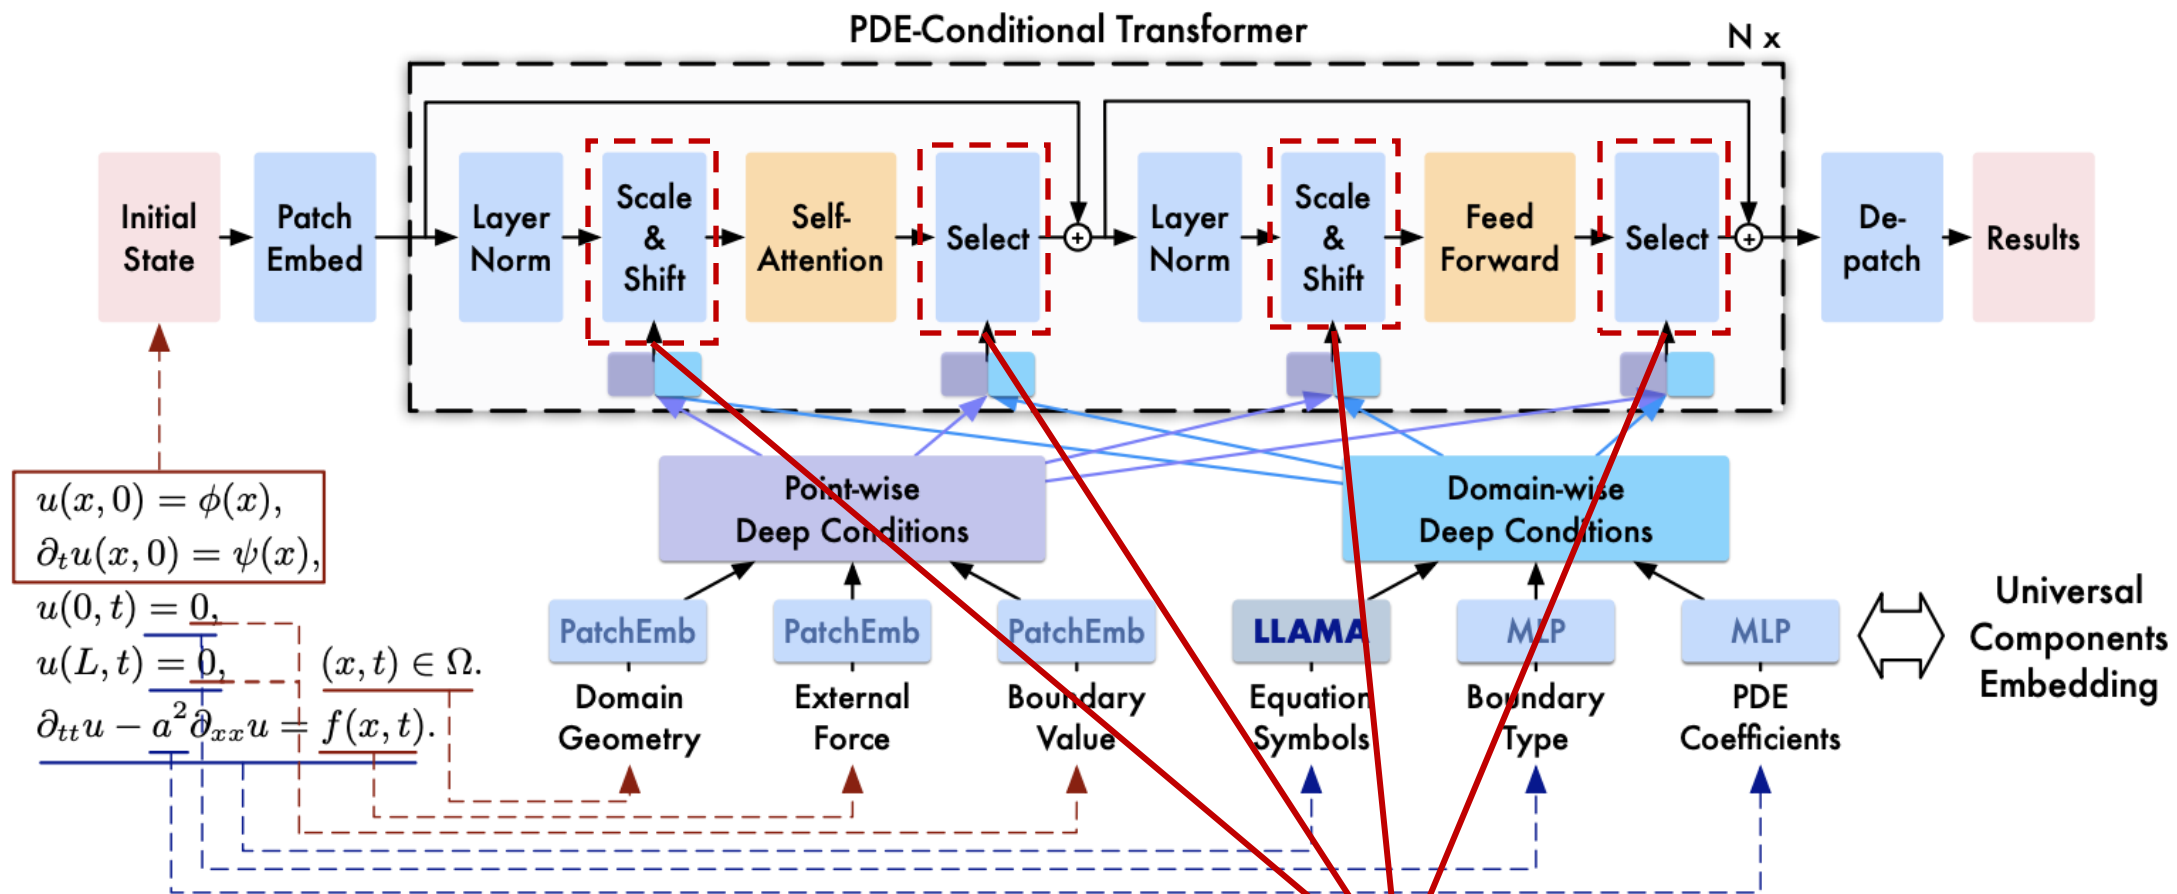 PDE-Conditional Transformer
N x
Initial
State
Patch
Embed
Layer
Norm
Scale
&
Shift
Self-
Attention
Select
+
Layer
Norm
Scale
&
Shift
Feed
Forward
Select
+
De-
patch
Results
u(x, 0) = ϕ(x),
∂ₜu(x, 0) = ψ(x),
u(0, t) = 0,
u(L, t) = 0,
(x, t) ∈ Ω.
∂ₜₜu − a²∂ₓₓu = f(x, t).
Point-wise
Deep Conditions
Domain-wise
Deep Conditions
PatchEmb
PatchEmb
PatchEmb
LLAMA
MLP
MLP
Domain
Geometry
External
Force
Boundary
Value
Equation
Symbols
Boundary
Type
PDE
Coefficients
Universal
Components
Embedding